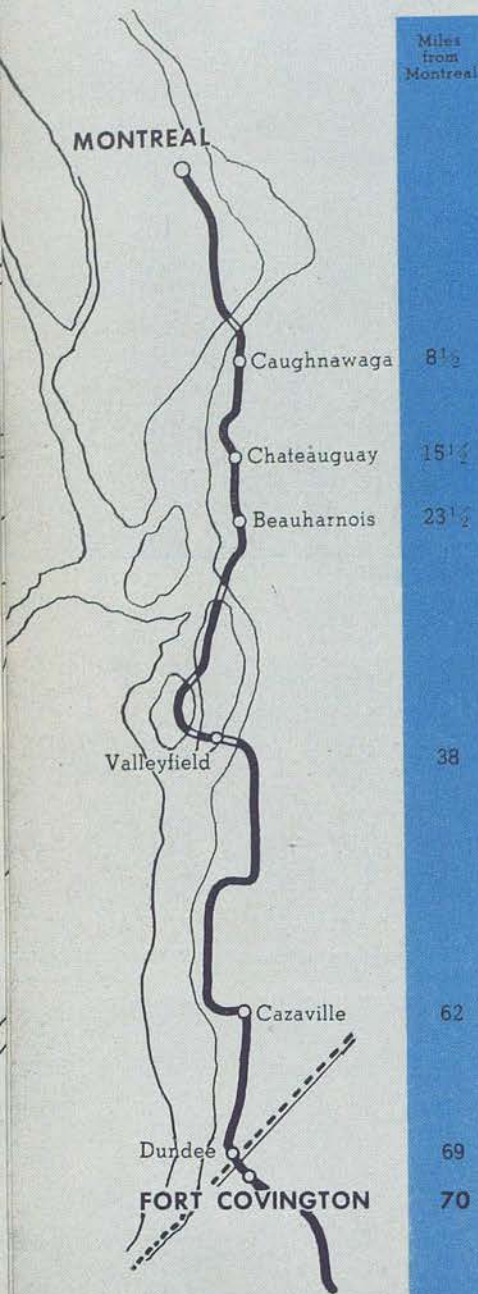 Miles
from
Montreal
MONTREAL
Caughnawaga 8½
Chateauguay 15½
Beauharnois 23½
Valleyfield 38
Cazaville 62
Dundee 69
FORT COVINGTON 70